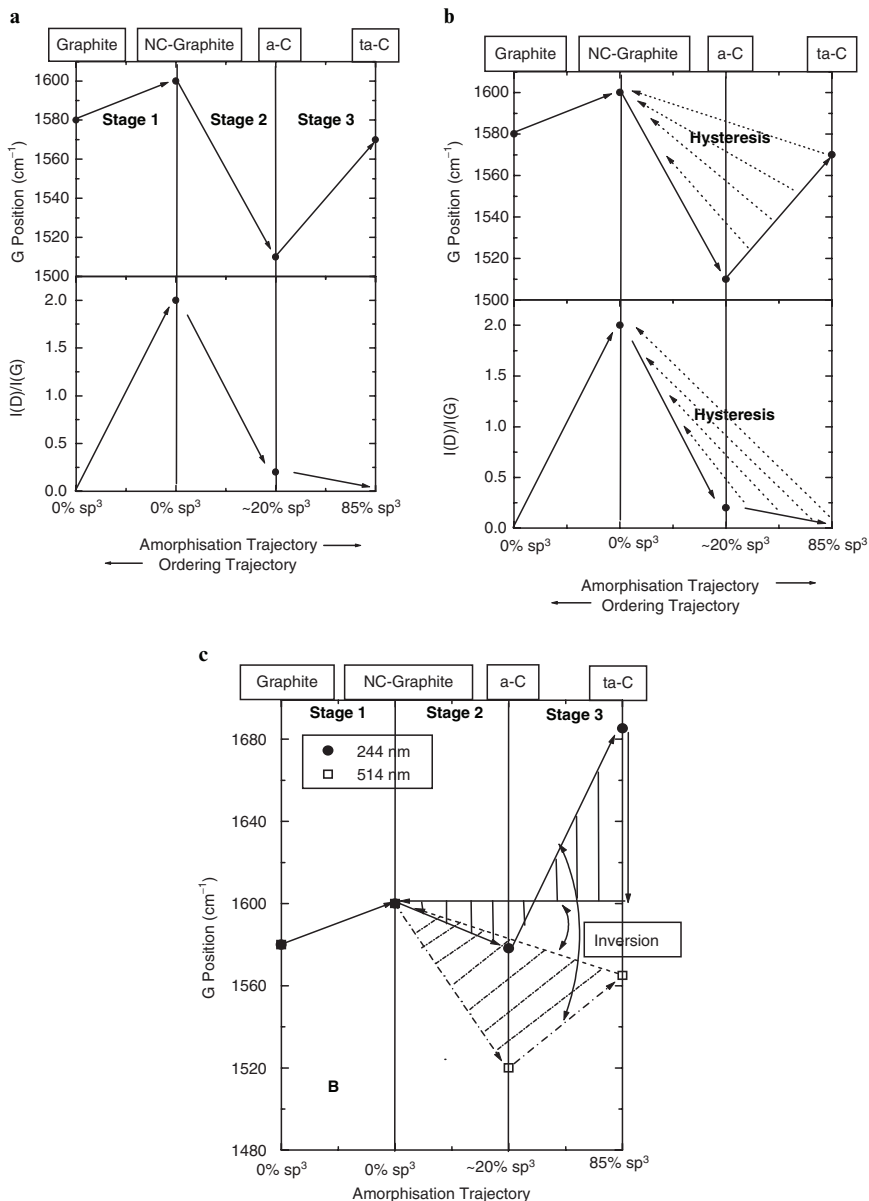 a
Graphite NC-Graphite a-C ta-C
1600
1580
1560
1540
1520
1500
G Position (cm⁻¹)
Stage 1 Stage 2 Stage 3
2.0
1.5
1.0
0.5
0.0
I(D)/I(G)
0% sp³ 0% sp³ ~20% sp³ 85% sp³
Amorphisation Trajectory
Ordering Trajectory
b
Graphite NC-Graphite a-C ta-C
1600
1580
1560
1540
1520
1500
G Position (cm⁻¹)
Hysteresis
2.0
1.5
1.0
0.5
0.0
I(D)/I(G)
Hysteresis
0% sp³ 0% sp³ ~20% sp³ 85% sp³
Amorphisation Trajectory
Ordering Trajectory
c
Graphite NC-Graphite a-C ta-C
Stage 1 Stage 2 Stage 3
244 nm
514 nm
1680
1640
1600
1560
1520
1480
G Position (cm⁻¹)
Inversion
B
0% sp³ 0% sp³ ~20% sp³ 85% sp³
Amorphisation Trajectory